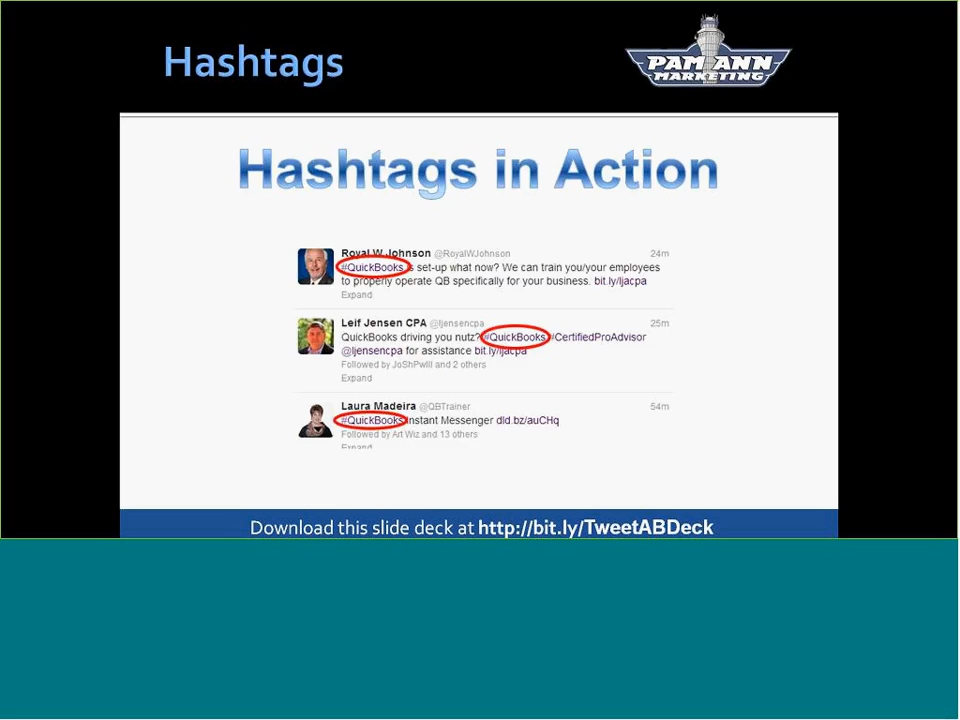 Hashtags
PAM ANN
MARKETING
Hashtags in Action
Royal W Johnson @RoyalWJohnson 24m
#QuickBooks is set-up what now? We can train you/your employees
to properly operate QB specifically for your business. bit.ly/ljacpa
Expand
Leif Jensen CPA @ljensencpa 25m
QuickBooks driving you nutz? #QuickBooks #CertifiedProAdvisor
@ljensencpa for assistance bit.ly/ljacpa
Followed by JoShPwill and 2 others
Expand
Laura Madeira @QBTrainer 54m
#QuickBooks Instant Messenger dld.bz/auCHq
Followed by Art Wiz and 13 others
Expand
Download this slide deck at http://bit.ly/TweetABDeck